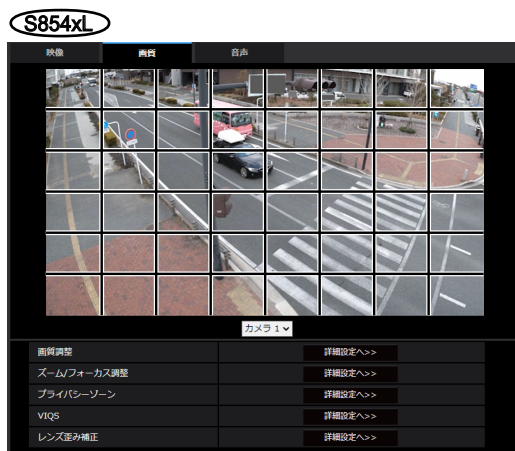 S854xL
映像 画質 音声
カメラ 1
画質調整 詳細設定へ>>
ズーム/フォーカス調整 詳細設定へ>>
プライバシーゾーン 詳細設定へ>>
VIQS 詳細設定へ>>
レンズ歪み補正 詳細設定へ>>